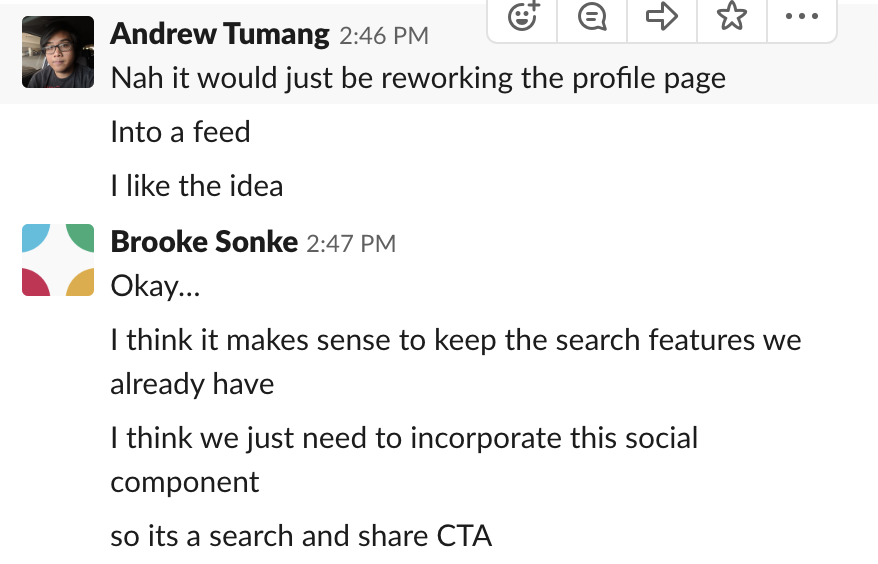 Andrew Tumang 2:46 PM
Nah it would just be reworking the profile page
Into a feed
I like the idea
Brooke Sonke 2:47 PM
Okay...
I think it makes sense to keep the search features we
already have
I think we just need to incorporate this social
component
so its a search and share CTA